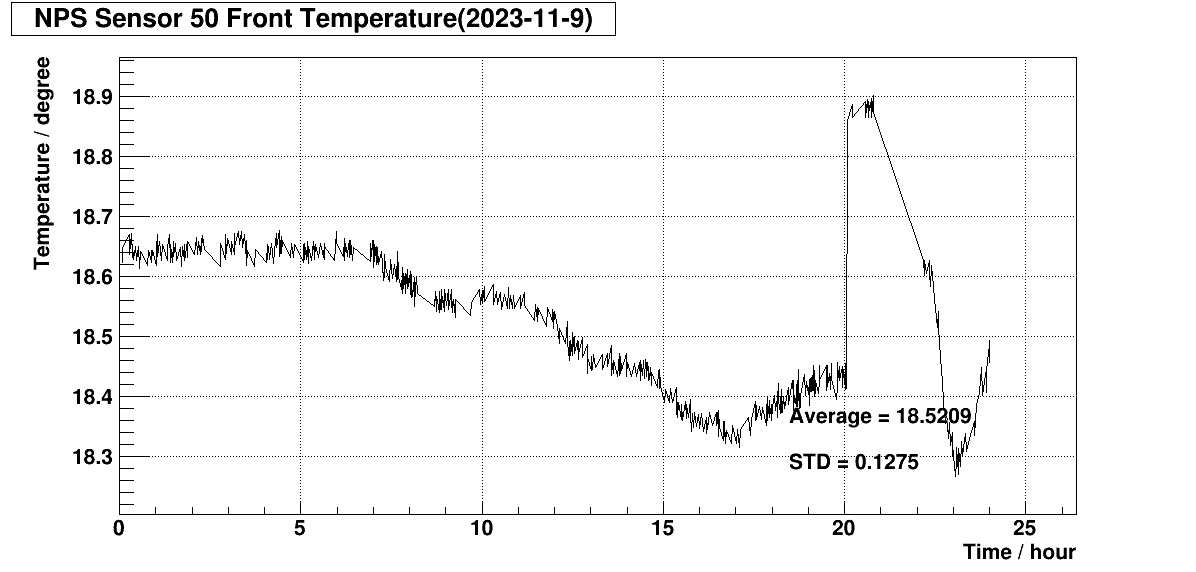 NPS Sensor 50 Front Temperature(2023-11-9)
Temperature / degree
18.9
18.8
18.7
18.6
18.5
18.4
18.3
Average = 18.5209
STD = 0.1275
0 5 10 15 20 25
Time / hour